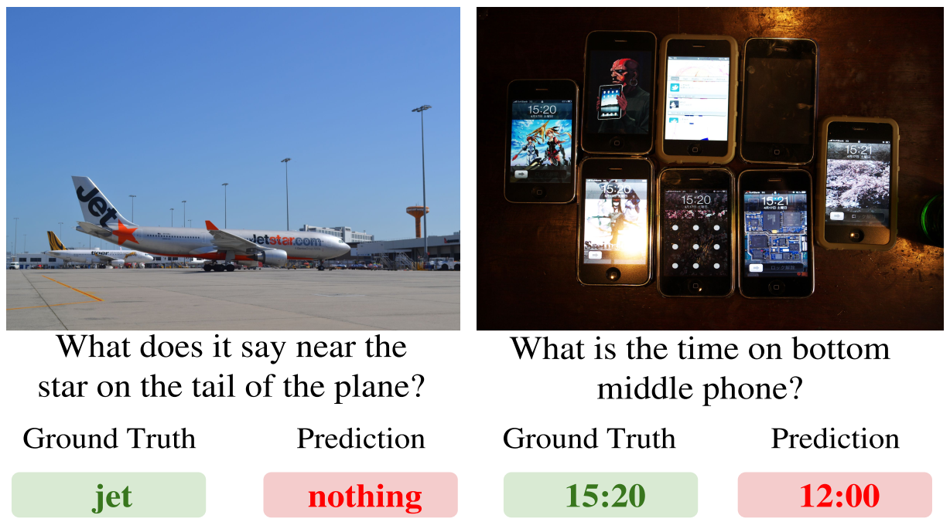 Jet
Jetstar.com
15:20
15:20
15:21
15:21
15:21
What does it say near the
star on the tail of the plane?
Ground Truth
Prediction
jet
nothing
What is the time on bottom
middle phone?
Ground Truth
Prediction
15:20
12:00